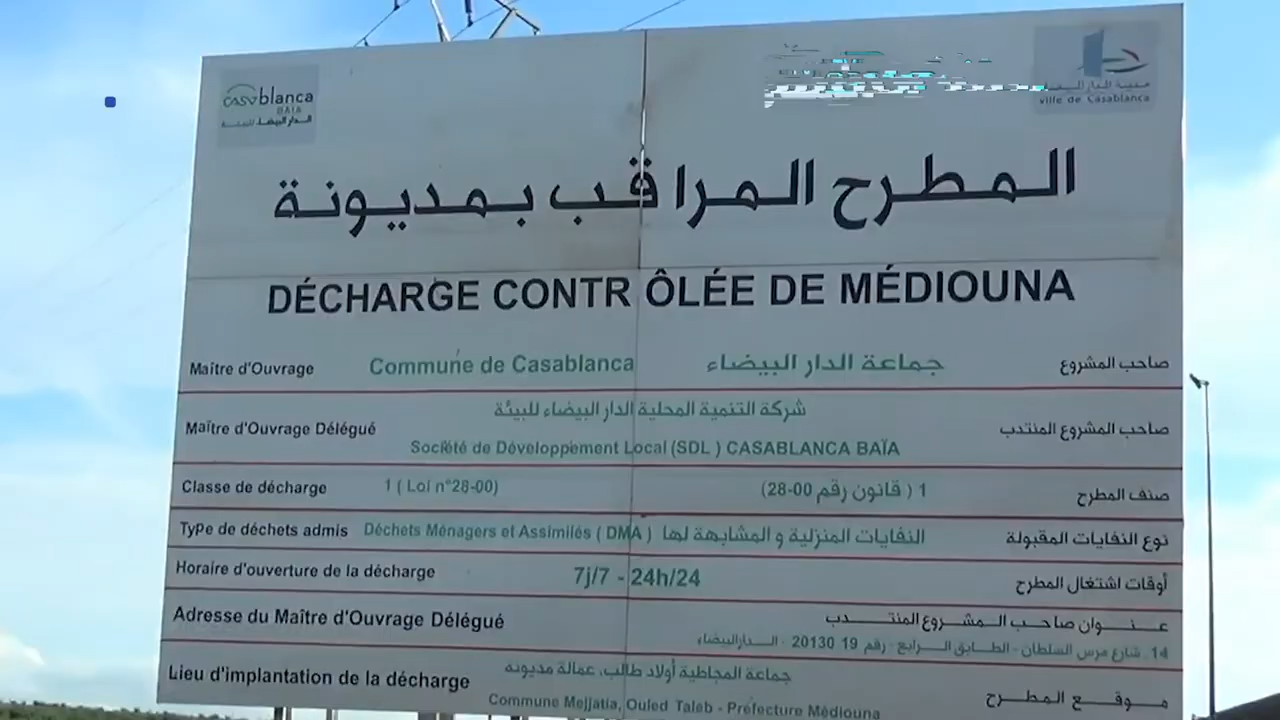 casablanca
BAIA
الدار البيضاء للبيئة
مدينة الدار البيضاء
ville de Casablanca
المطرح المراقب بمديونة
DÉCHARGE CONTRÔLÉE DE MÉDIOUNA
Maître d'Ouvrage Commune de Casablanca جماعة الدار البيضاء صاحب المشروع
شركة التنمية المحلية الدار البيضاء للبيئة
Maître d'Ouvrage Délégué صاحب المشروع المنتدب
Société de Développement Local (SDL ) CASABLANCA BAÏA
Classe de décharge 1 ( Loi n°28-00) 1 ( قانون رقم 00-28) صنف المطرح
Type de déchets admis Déchets Ménagers et Assimilés ( DMA ) النفايات المنزلية و المشابهة لها نوع النفايات المقبولة
Horaire d'ouverture de la décharge 7j/7 - 24h/24 أوقات اشتغال المطرح
Adresse du Maître d'Ouvrage Délégué عنوان صاحب المشروع المنتدب
14 . شارع مرس السلطان - الطابق الرابع - رقم 19 20130 - الدارالبيضاء
Lieu d'implantation de la décharge جماعة المجاطية أولاد طالب، عمالة مديونه موقع المطرح
Commune Mejjatia, Ouled Taleb - Préfecture Médiouna